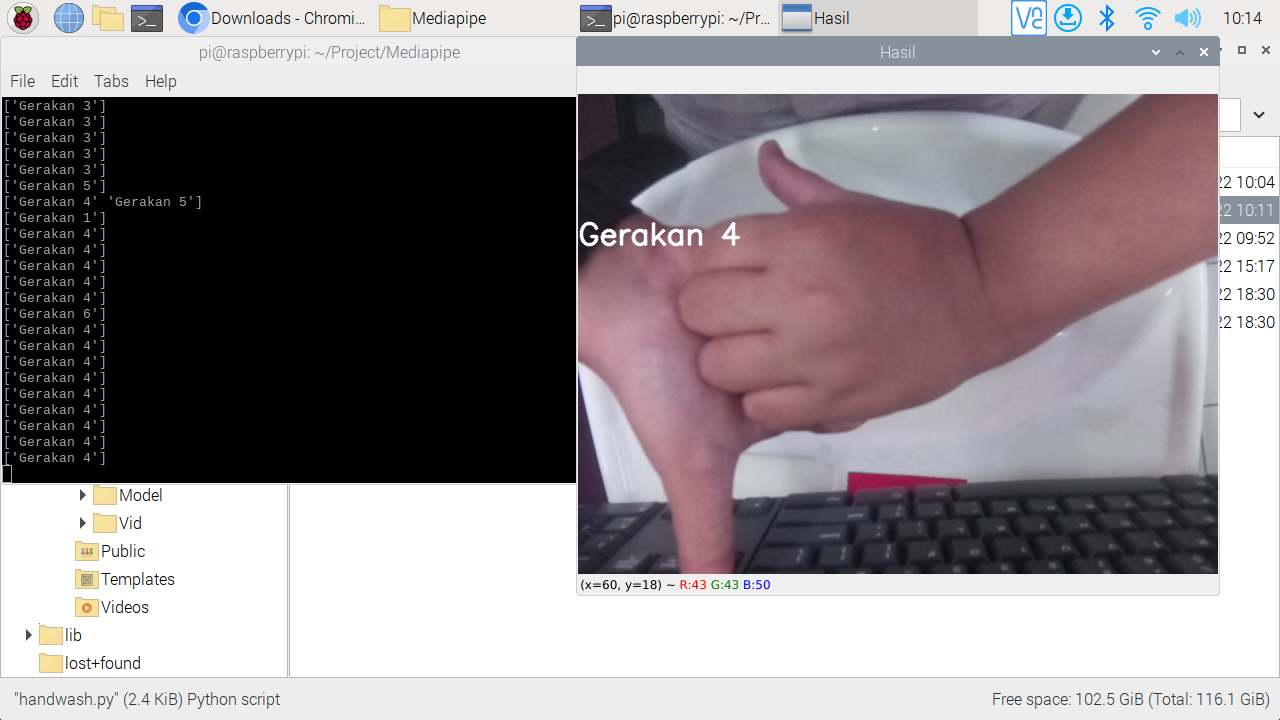 Downloads - Chromi...
Mediapipe
pi@raspberrypi: ~/Pr...
Hasil
V2
10:14
pi@raspberrypi: ~/Project/Mediapipe
File Edit Tabs Help
['Gerakan 3']
['Gerakan 3']
['Gerakan 3']
['Gerakan 3']
['Gerakan 3']
['Gerakan 5']
['Gerakan 4' 'Gerakan 5']
['Gerakan 1']
['Gerakan 4']
['Gerakan 4']
['Gerakan 4']
['Gerakan 4']
['Gerakan 4']
['Gerakan 6']
['Gerakan 4']
['Gerakan 4']
['Gerakan 4']
['Gerakan 4']
['Gerakan 4']
['Gerakan 4']
['Gerakan 4']
['Gerakan 4']
['Gerakan 4']
Hasil
Gerakan 4
(x=60, y=18) ~ R:43 G:43 B:50
22 10:04
22 10:11
22 09:52
22 15:17
22 18:30
22 18:30
Model
Vid
Public
Templates
Videos
lib
lost+found
"handwash.py" (2.4 KiB) Python script
Free space: 102.5 GiB (Total: 116.1 GiB)